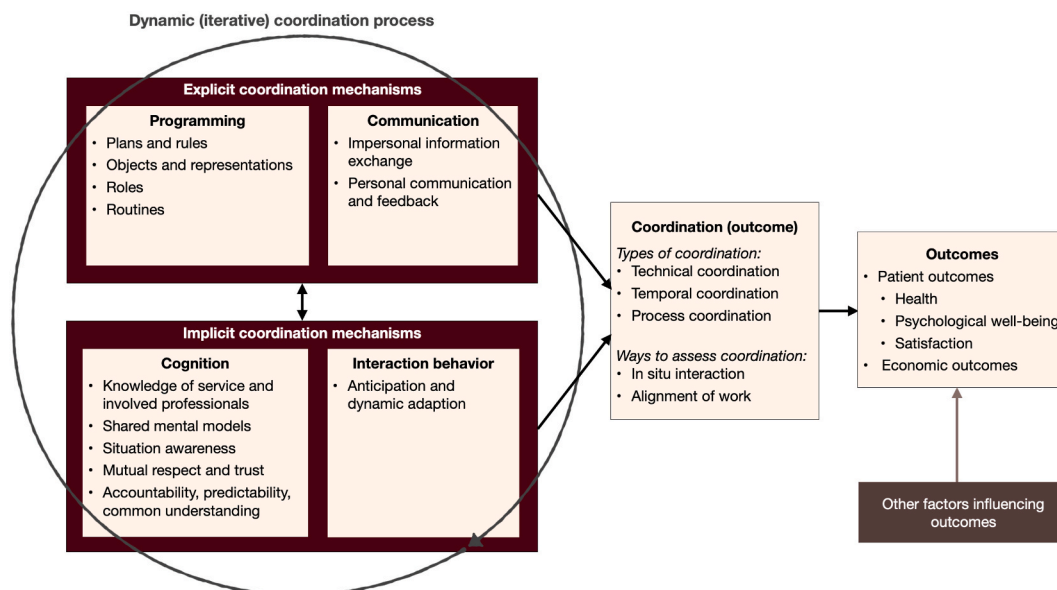 Dynamic (iterative) coordination process
Explicit coordination mechanisms
Programming
• Plans and rules
• Objects and representations
• Roles
• Routines
Communication
• Impersonal information
exchange
• Personal communication
and feedback
Implicit coordination mechanisms
Cognition
• Knowledge of service and
involved professionals
• Shared mental models
• Situation awareness
• Mutual respect and trust
• Accountability, predictability,
common understanding
Interaction behavior
• Anticipation and
dynamic adaption
Coordination (outcome)
Types of coordination:
• Technical coordination
• Temporal coordination
• Process coordination
Ways to assess coordination:
• In situ interaction
• Alignment of work
Outcomes
• Patient outcomes
• Health
• Psychological well-being
• Satisfaction
• Economic outcomes
Other factors influencing
outcomes